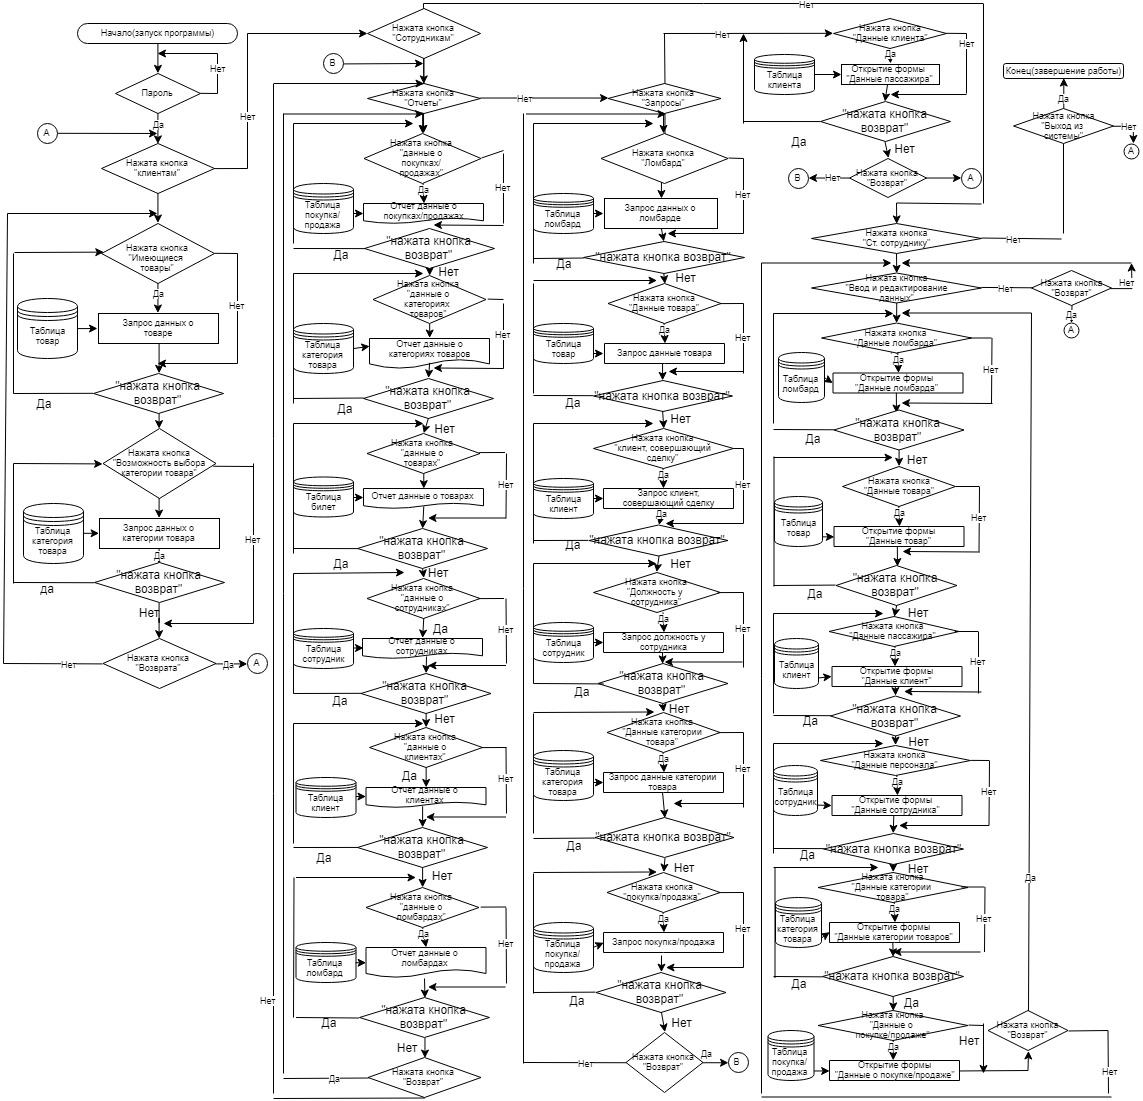 Начало(запуск программы)
Нет
Пароль
Да
А
Нажата кнопка
"клиентам"
Нет
Нажата кнопка
"Имеющиеся
товары"
Да
Нет
Таблица
товар
Запрос данных о
товаре
"нажата кнопка
возврат"
Да
Нажата кнопка
"Возможность выбора
категории товара"
Нет
Таблица
категория
товара
Запрос данных о
категории товара
Да
"нажата кнопка
возврат"
да
Нет
Нажата кнопка
"Возврата"
Нет
Да
А
Нажата кнопка
"Сотрудникам"
Нет
В
Нажата кнопка
"Отчеты"
Нет
Нажата кнопка
"данные о
покупках/
продажах"
Да
Нет
Таблица
покупка/
продажа
Отчет данные о
покупках/продажах
"нажата кнопка
возврат"
Да
Нет
Нажата кнопка
"данные о
категориях
товаров"
Нет
Таблица
категория
товара
Отчет данные о
категориях товаров
"нажата кнопка
возврат"
Да
Нет
Нажата кнопка
"данные о
товарах"
Нет
Таблица
билет
Отчет данные о товарах
"нажата кнопка
возврат"
Да
Нет
Нажата кнопка
"данные о
сотрудниках"
Да
Нет
Таблица
сотрудник
Отчет данные о
сотрудниках
"нажата кнопка
возврат"
Да
Нет
Нажата кнопка
"данные о
клиентах"
Да
Нет
Таблица
клиент
Отчет данные о
клиентах
"нажата кнопка
возврат"
Да
Нет
Нажата кнопка
"данные о
ломбардах"
Да
Нет
Таблица
ломбард
Отчет данные о
ломбардах
"нажата кнопка
возврат"
Да
Нет
Нажата кнопка
"Возврат"
Да
Нет
Нажата кнопка
"Запросы"
Нет
Нажата кнопка
"Ломбард"
Да
Нет
Таблица
ломбард
Запрос данных о
ломбарде
"нажата кнопка возврат"
Да
Нет
Нажата кнопка
"Данные товара"
Да
Нет
Таблица
товар
Запрос данные товара
"нажата кнопка возврат"
Да
Нет
Нажата кнопка
"клиент, совершающий
сделку"
Да
Нет
Таблица
клиент
Запрос клиент,
совершающий сделку
Да
"нажата кнопка возврат"
Да
Нет
Нажата кнопка
"Должность у
сотрудника"
Да
Нет
Таблица
сотрудник
Запрос должность у
сотрудника
"нажата кнопка
возврат"
Да
Нет
Нажата кнопка
"Данные категории
товара"
Да
Нет
Таблица
категория
товара
Запрос данные категории
товара
"нажата кнопка возврат"
Да
Нет
Нажата кнопка
"покупка/продажа"
Да
Нет
Таблица
покупка/
продажа
Запрос покупка/продажа
"нажата кнопка
возврат"
Да
Нет
Нажата кнопка
"Возврат"
Нет
Да
В
Нажата кнопка
"Данные клиента"
Да
Нет
Таблица
клиента
Открытие формы
"Данные пассажира"
"нажата кнопка
возврат"
Да
Нет
В
Нет
Нажата кнопка
"Возврат"
А
Конец(завершение работы)
Да
Нажата кнопка
"Выход из
системы"
Нет
А
Нажата кнопка
"Ст. сотруднику"
Нет
Нажата кнопка
"Ввод и редактирование
данных"
Нет
Нажата кнопка
"Возврат"
Нет
Да
А
Нажата кнопка
"Данные ломбарда"
Да
Нет
Таблица
ломбард
Открытие формы
"Данные ломбарда"
"нажата кнопка
возврат"
Да
Нет
Нажата кнопка
"Данные товара"
Да
Нет
Таблица
товар
Открытие формы
"Данные товар"
"нажата кнопка
возврат"
Да
Нет
Нажата кнопка
"Данные пассажира"
Да
Нет
Таблица
клиент
Открытие формы
"Данные клиент"
"нажата кнопка
возврат"
Да
Нет
Нажата кнопка
"Данные персонала"
Да
Нет
Таблица
сотрудник
Открытие формы
"Данные сотрудника"
"нажата кнопка возврат"
Да
Нет
Нажата кнопка
"Данные категории
товара"
Да
Нет
Таблица
категория
товара
Открытие формы
"Данные категории товаров"
"нажата кнопка возврат"
Да
Да
Нажата кнопка
"Данные о
покупке/продаже"
Да
Нет
Таблица
покупка/
продажа
Открытие формы
"Данные о покупке/продаже"
Да
Нажата кнопка
"Возврат"
Нет